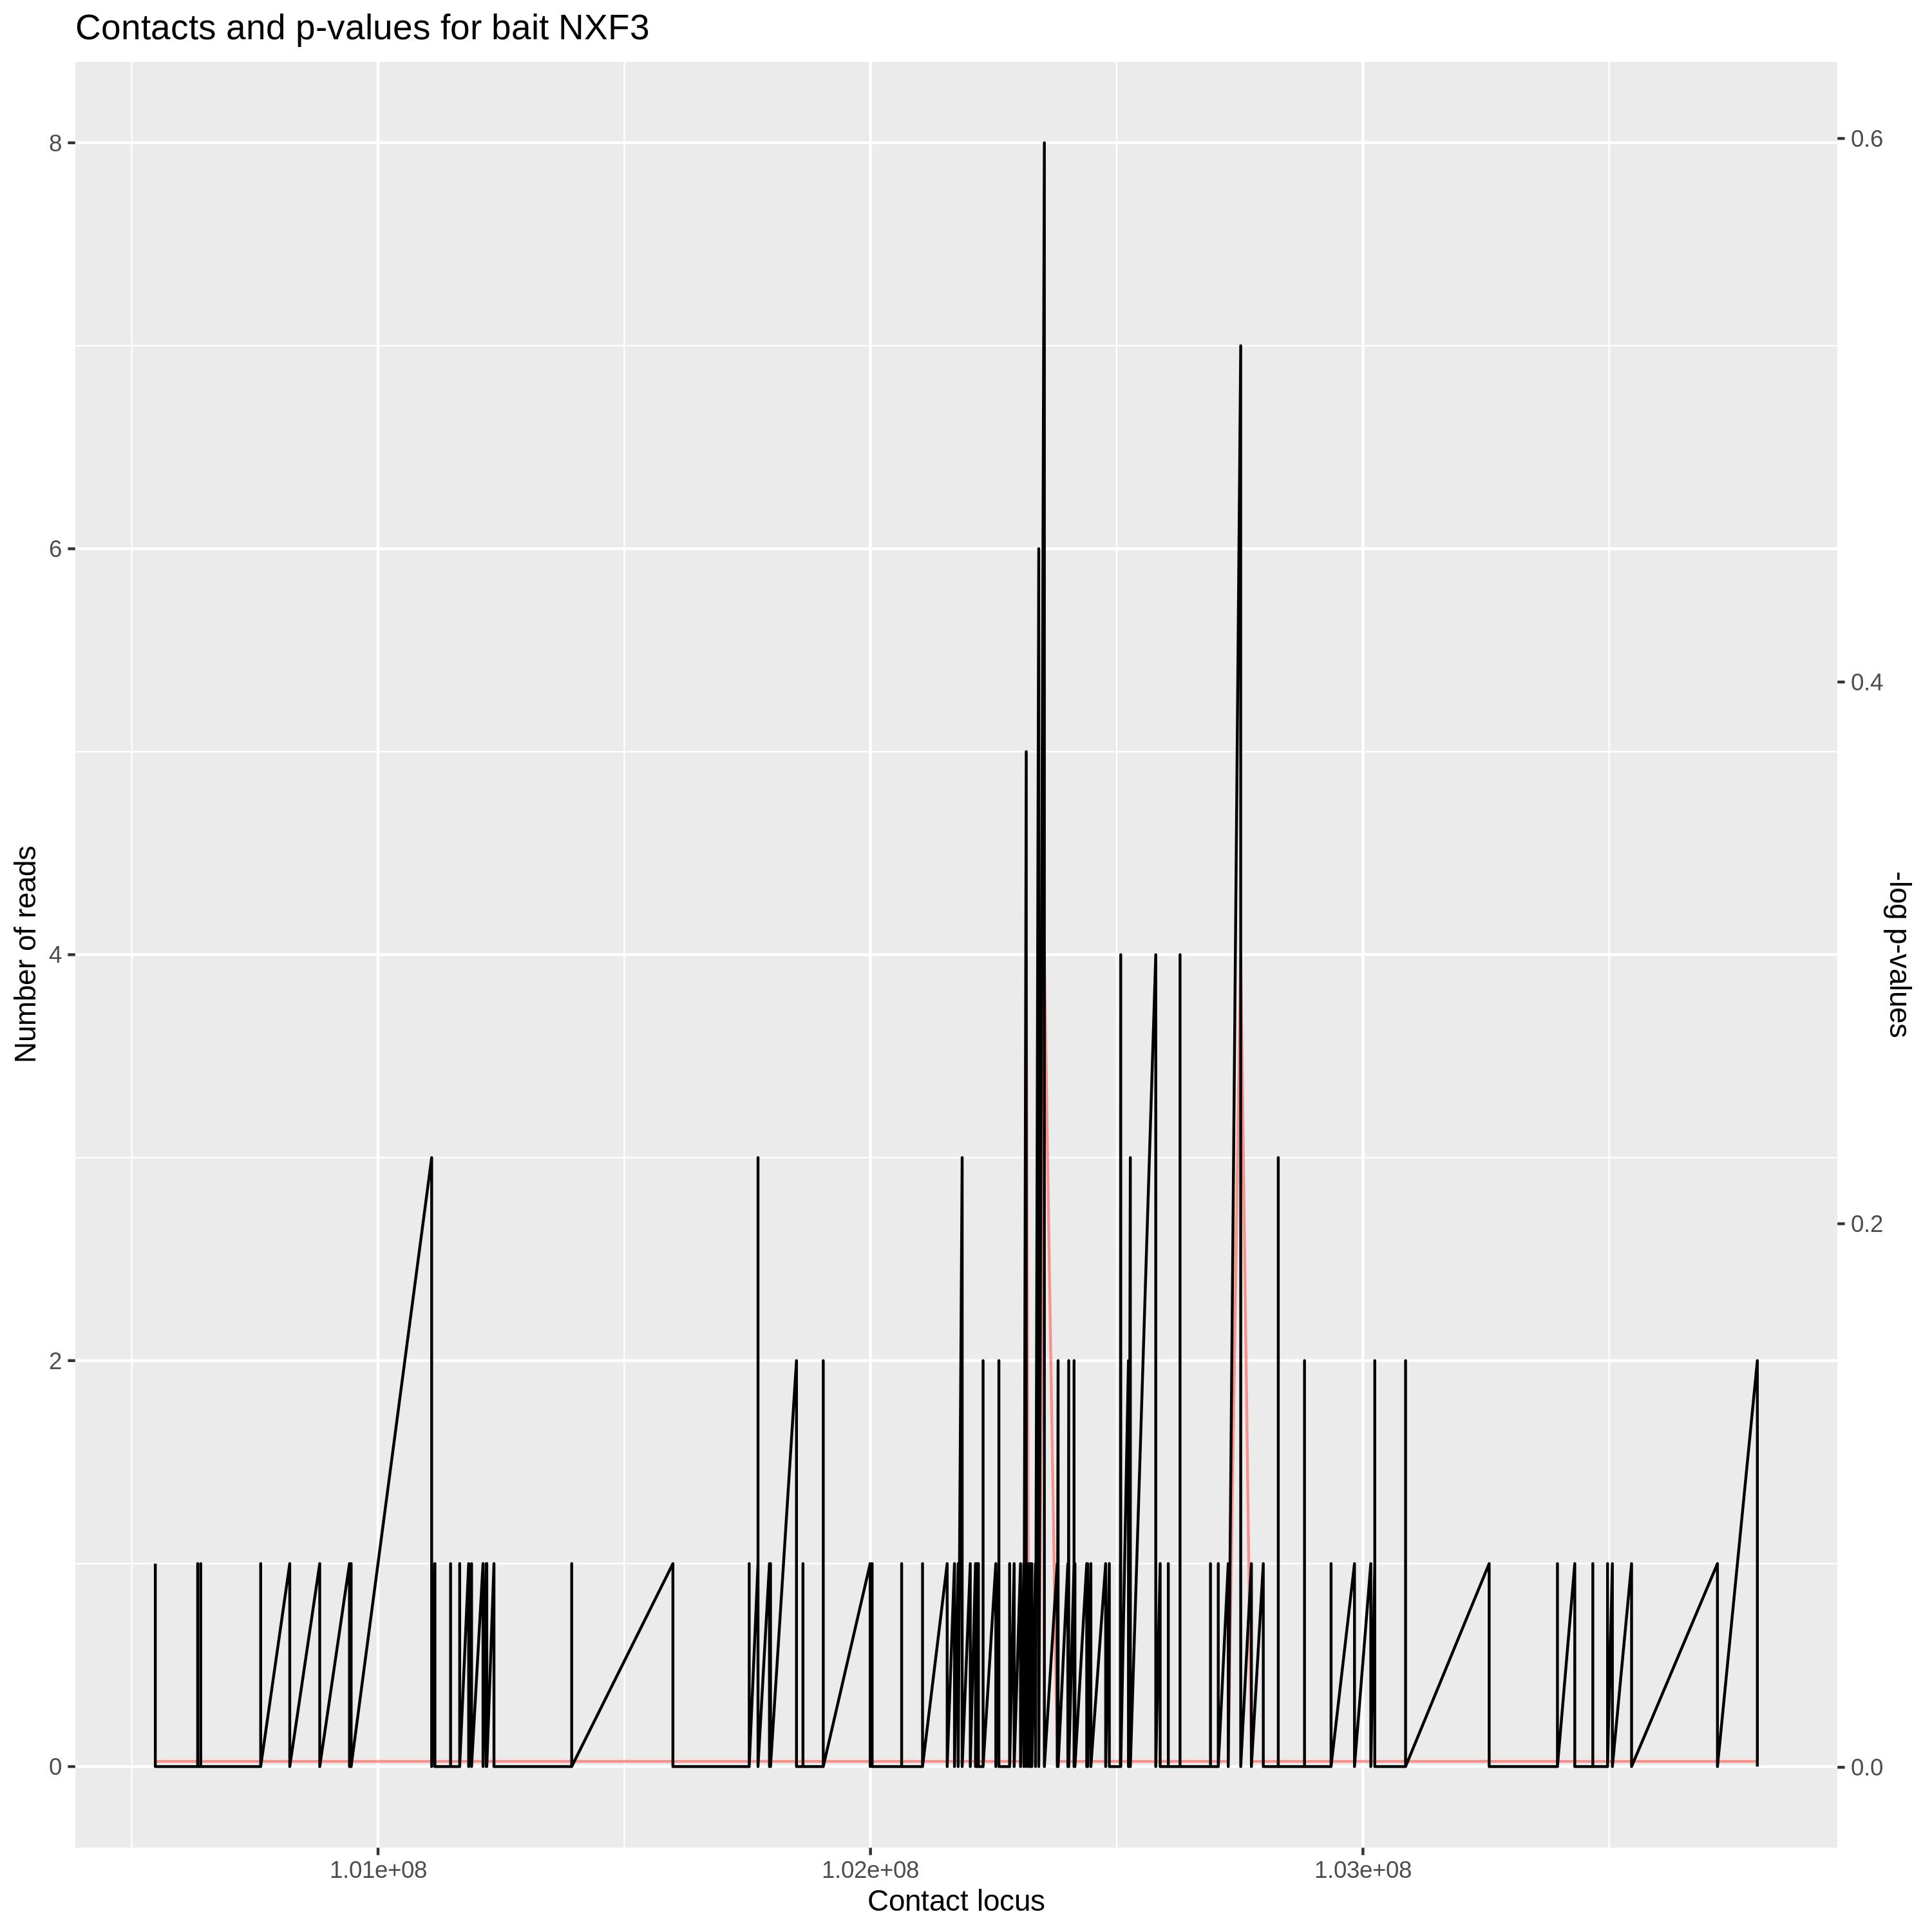 Contacts and p-values for bait NXF3
8
6
4
2
0
Number of reads
0.6
0.4
0.2
0.0
-log p-values
1.01e+08
1.02e+08
1.03e+08
Contact locus